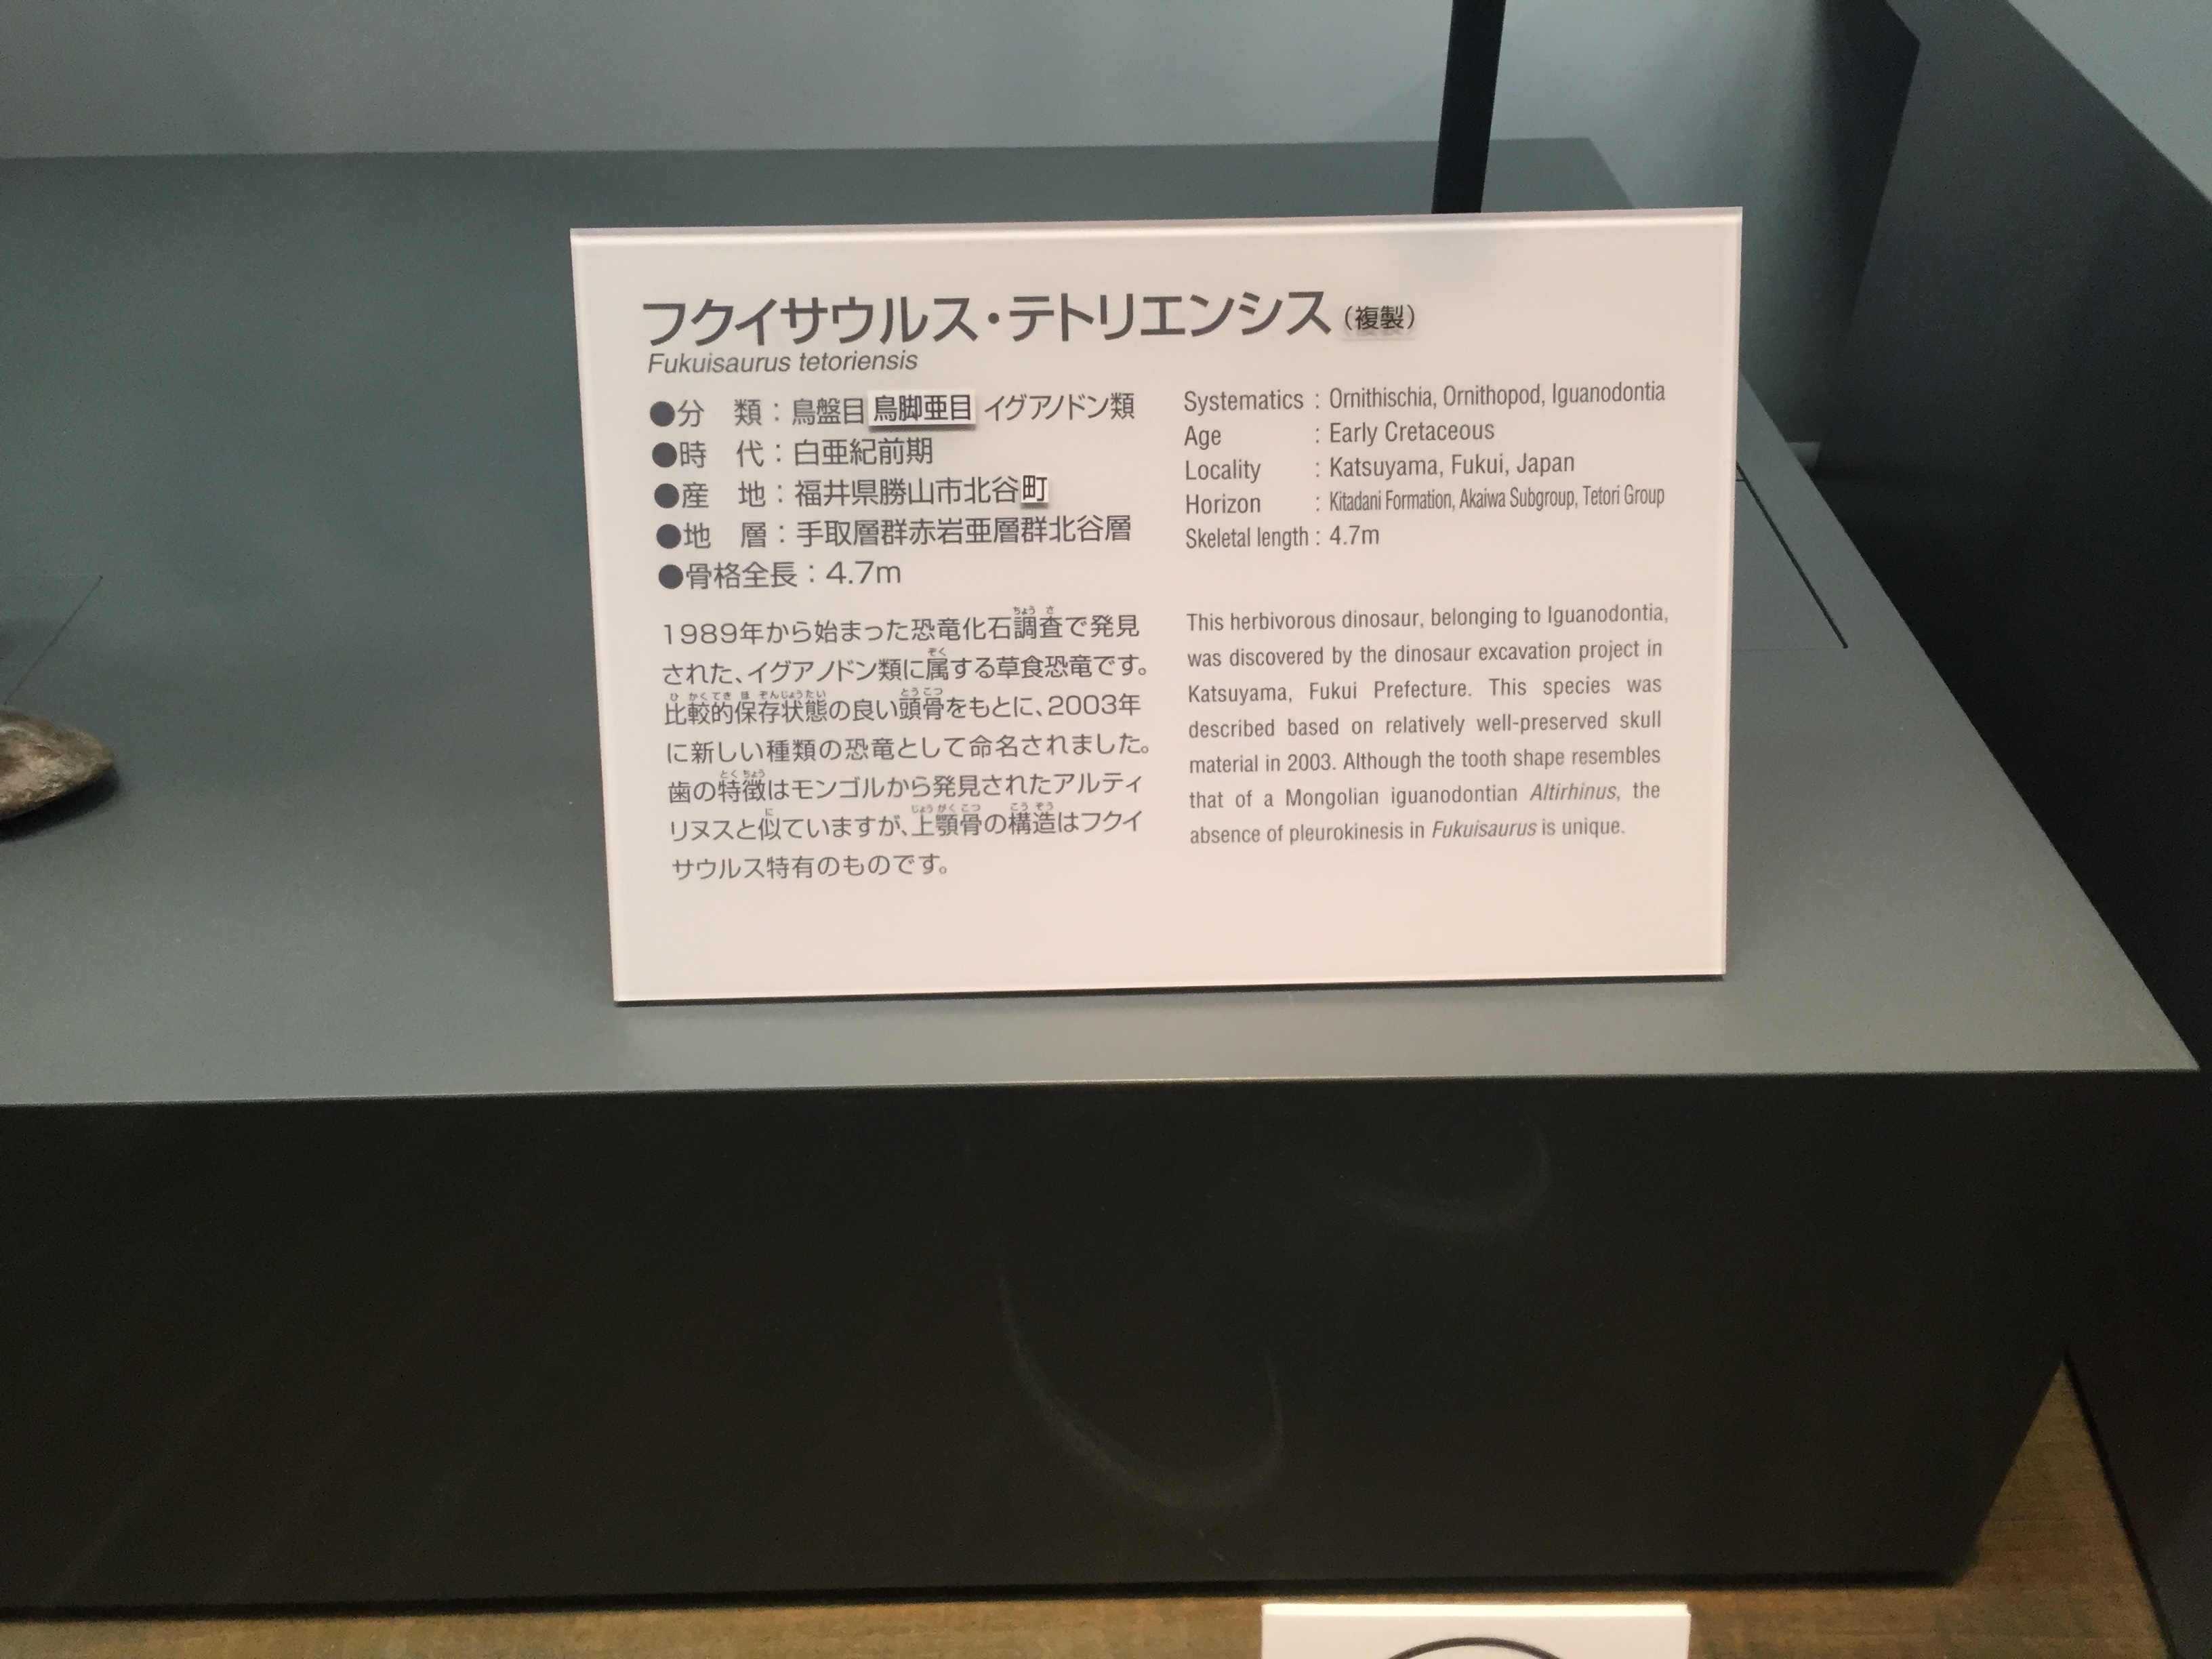 フクイサウルス・テトリエンシス（複製）
Fukuisaurus tetoriensis
●分　類：鳥盤目 鳥脚亜目 イグアノドン類
●時　代：白亜紀前期
●産　地：福井県勝山市北谷町
●地　層：手取層群赤岩亜層群北谷層
●骨格全長：4.7m
1989年から始まった恐竜化石調査で発見
された、イグアノドン類に属する草食恐竜です。
比較的保存状態の良い頭骨をもとに、2003年
に新しい種類の恐竜として命名されました。
歯の特徴はモンゴルから発見されたアルティ
リヌスと似ていますが、上顎骨の構造はフクイ
サウルス特有のものです。
Systematics : Ornithischia, Ornithopod, Iguanodontia
Age : Early Cretaceous
Locality : Katsuyama, Fukui, Japan
Horizon : Kitadani Formation, Akaiwa Subgroup, Tetori Group
Skeletal length : 4.7m
This herbivorous dinosaur, belonging to Iguanodontia,
was discovered by the dinosaur excavation project in
Katsuyama, Fukui Prefecture. This species was
described based on relatively well-preserved skull
material in 2003. Although the tooth shape resembles
that of a Mongolian iguanodontian Altirhinus, the
absence of pleurokinesis in Fukuisaurus is unique.